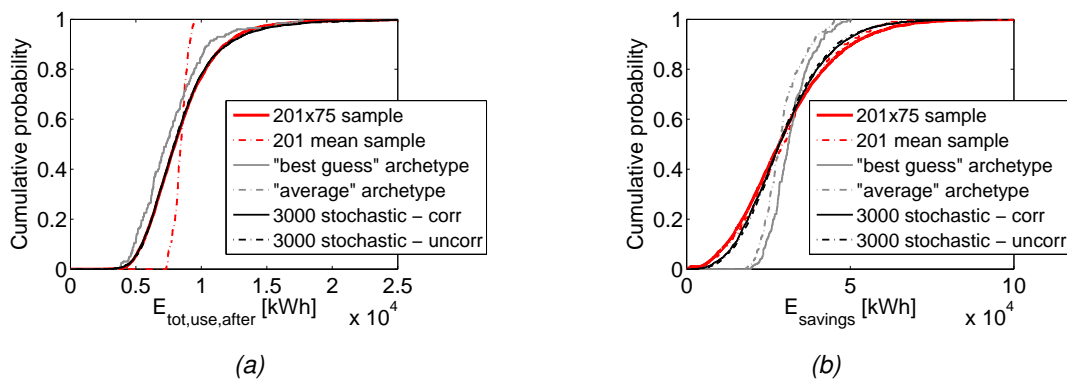 Cumulative probability
1
0.8
0.6
0.4
0.2
0
201x75 sample
201 mean sample
"best guess" archetype
"average" archetype
3000 stochastic − corr
3000 stochastic − uncorr
0 0.5 1 1.5 2 2.5
x 10^4
E_tot,use,after [kWh]
(a)
Cumulative probability
1
0.8
0.6
0.4
0.2
0
201x75 sample
201 mean sample
"best guess" archetype
"average" archetype
3000 stochastic − corr
3000 stochastic − uncorr
0 5 10
x 10^4
E_savings [kWh]
(b)